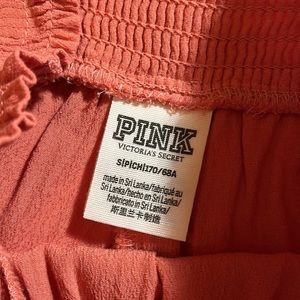 PINK
VICTORIA'S SECRET
S|P|CH|170/68A
made in Sri Lanka/fabriqué au
Sri Lanka/hecho en Sri Lanka/
fabbricato in Sri Lanka/
斯里兰卡制造